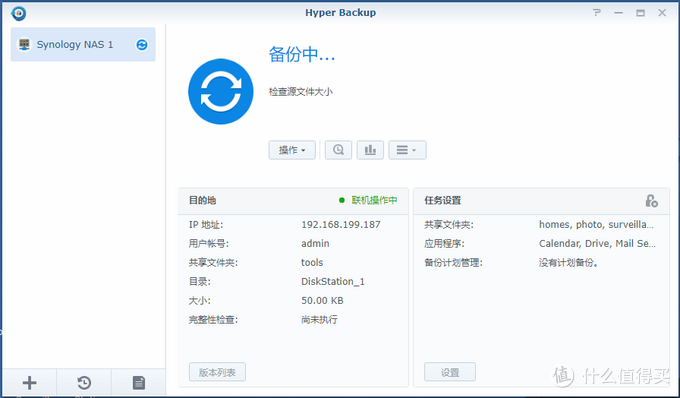 Hyper Backup
Synology NAS 1
备份中...
检查源文件大小
操作
目的地
联机操作中
IP 地址: 192.168.199.187
用户帐号: admin
共享文件夹: tools
目录: DiskStation_1
大小: 50.00 KB
完整性检查: 尚未执行
版本列表
任务设置
共享文件夹: homes, photo, surveilla...
应用程序: Calendar, Drive, Mail Se...
备份计划管理: 没有计划备份。
设置
值 什么值得买